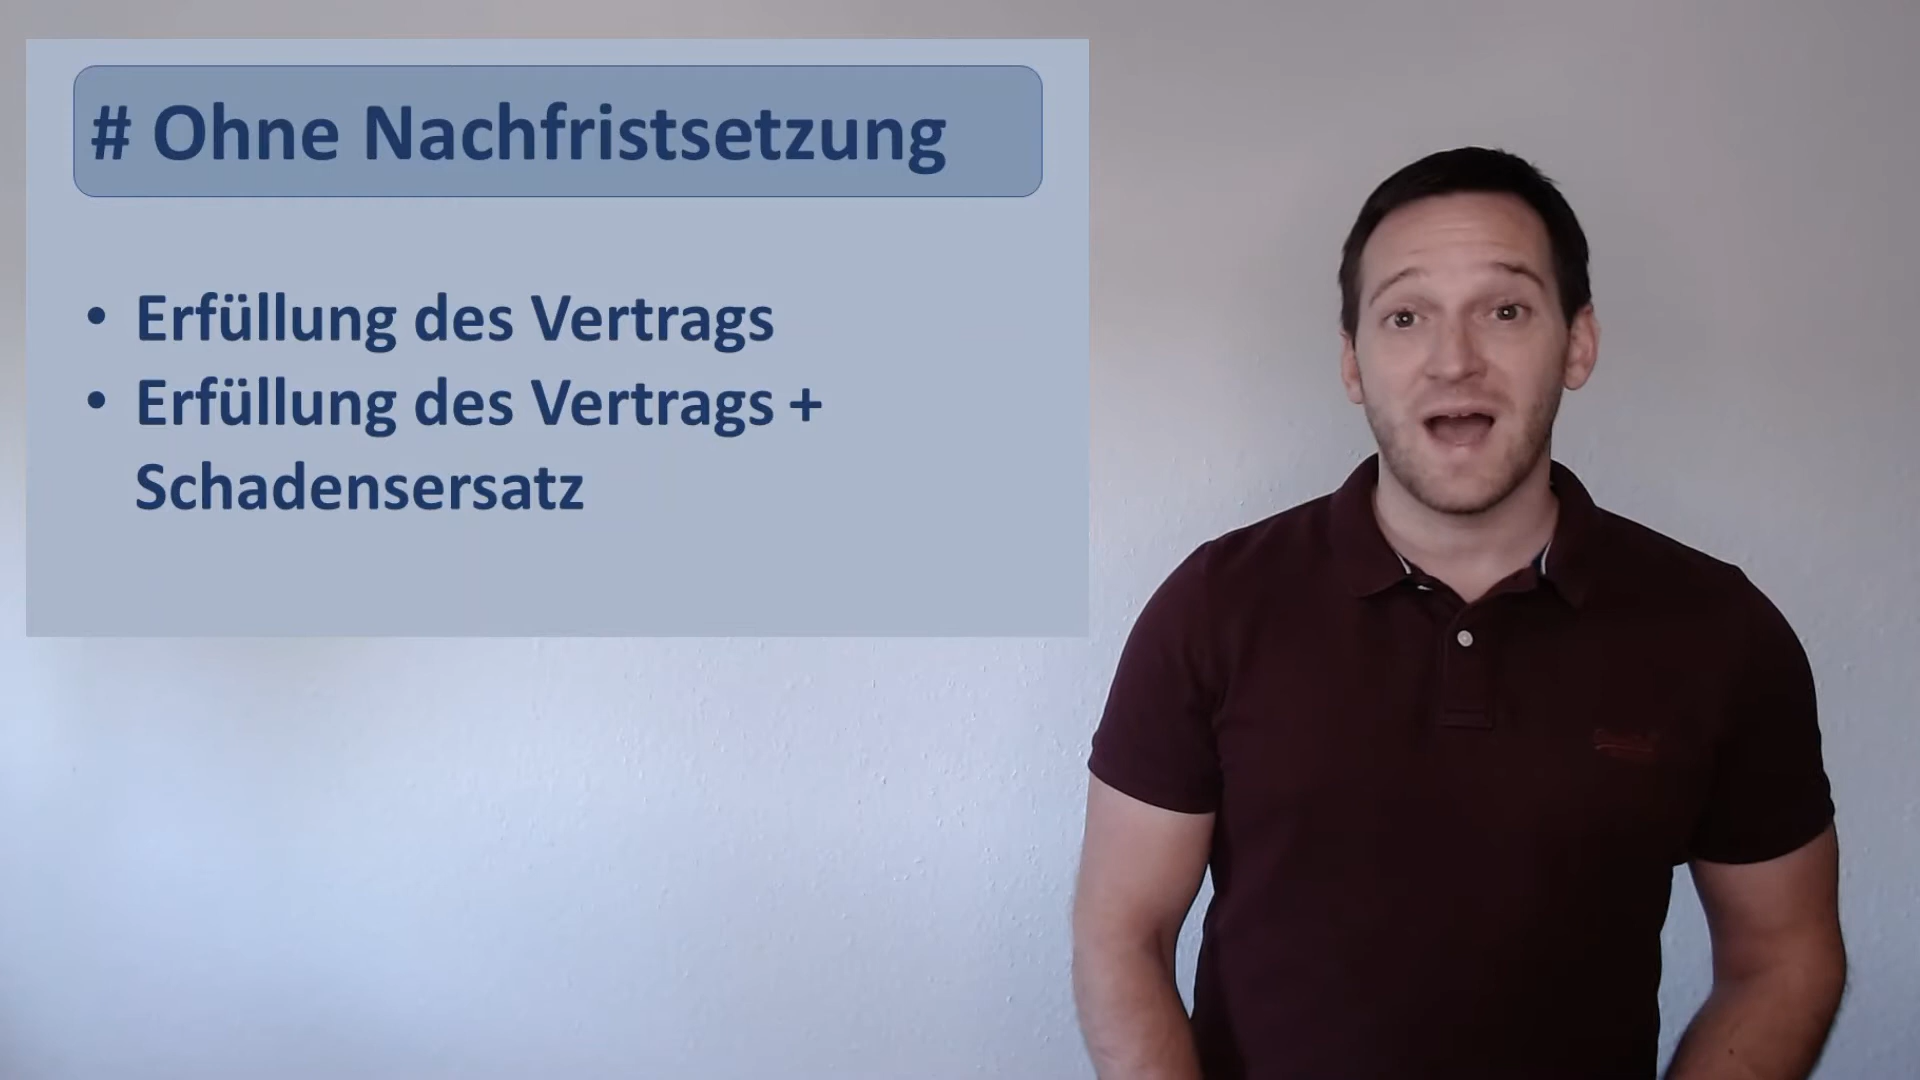 # Ohne Nachfristsetzung
• Erfüllung des Vertrags
• Erfüllung des Vertrags +
Schadensersatz